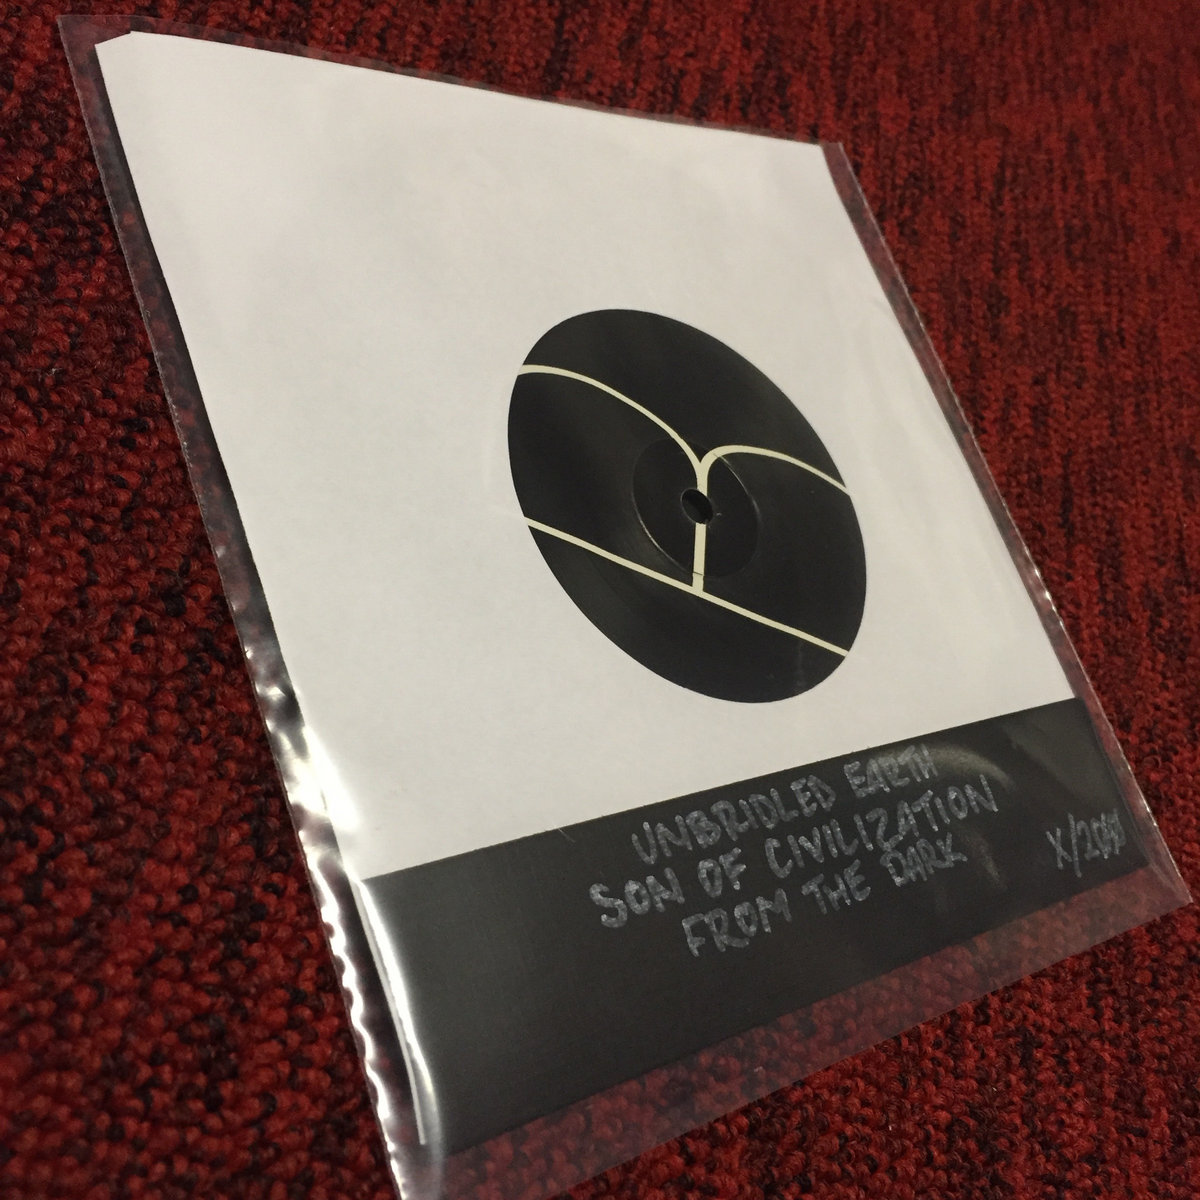 UNBRIDLED EARTH
SON OF CIVILIZATION
FROM THE DARK